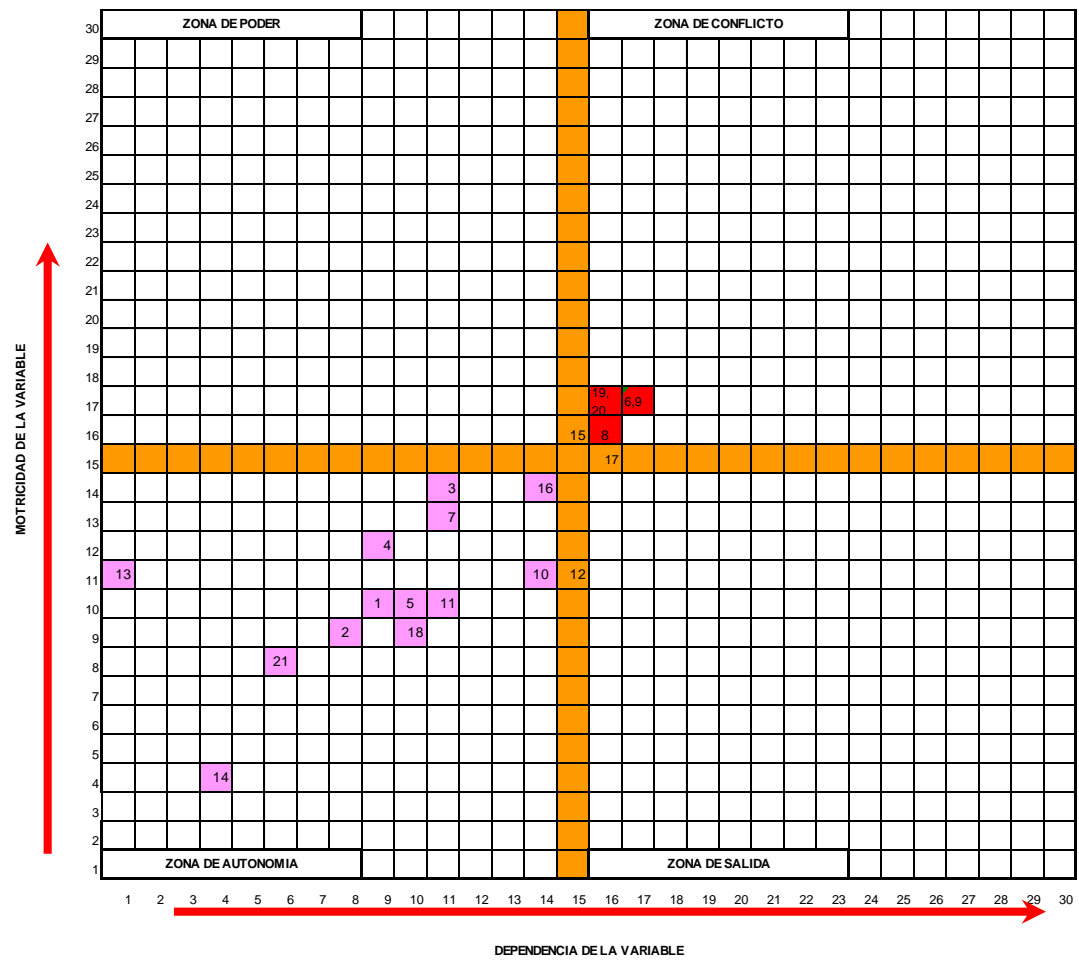 ZONA DE PODER ZONA DE CONFLICTO
30
29
28
27
26
25
24
23
22
21
20
19
18
17 19, 20 6,9
16 15 8
15 17
14 3 16
13 7
12 4
11 13 10 12
10 1 5 11
9 2 18
8 21
7
6
5
4 14
3
2
1 ZONA DE AUTONOMIA ZONA DE SALIDA
1 2 3 4 5 6 7 8 9 10 11 12 13 14 15 16 17 18 19 20 21 22 23 24 25 26 27 28 29 30
MOTRICIDAD DE LA VARIABLE
DEPENDENCIA DE LA VARIABLE